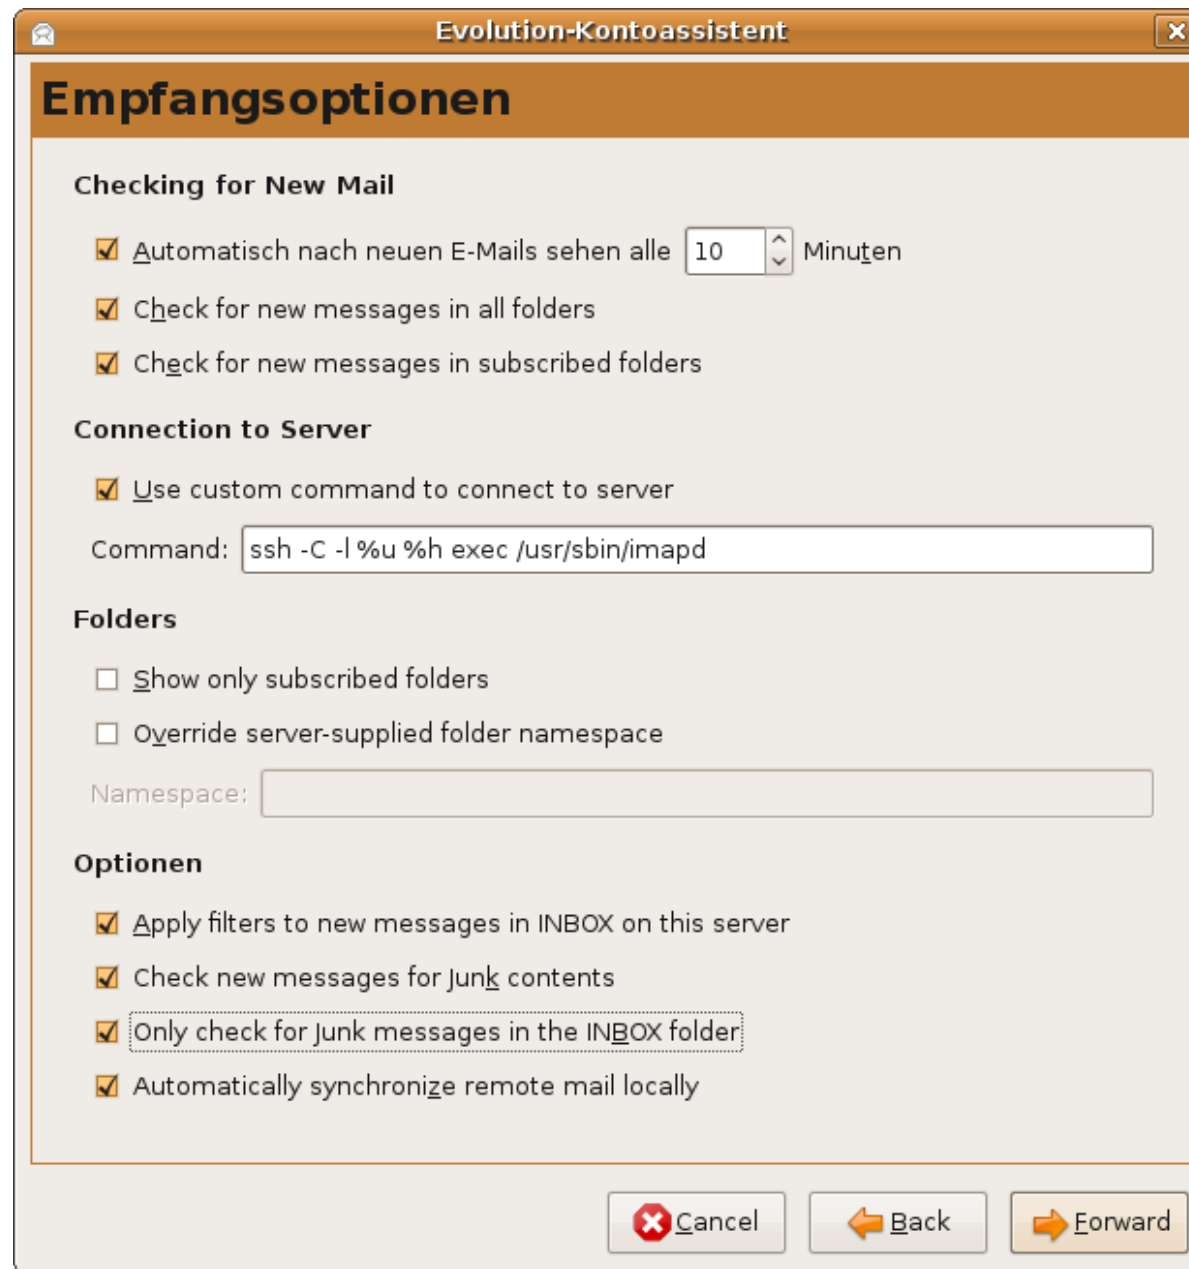 Evolution-Kontoassistent
Empfangsoptionen
Checking for New Mail
Automatisch nach neuen E-Mails sehen alle 10 Minuten
Check for new messages in all folders
Check for new messages in subscribed folders
Connection to Server
Use custom command to connect to server
Command: ssh -C -l %u %h exec /usr/sbin/imapd
Folders
Show only subscribed folders
Override server-supplied folder namespace
Namespace:
Optionen
Apply filters to new messages in INBOX on this server
Check new messages for Junk contents
Only check for Junk messages in the INBOX folder
Automatically synchronize remote mail locally
Cancel Back Forward